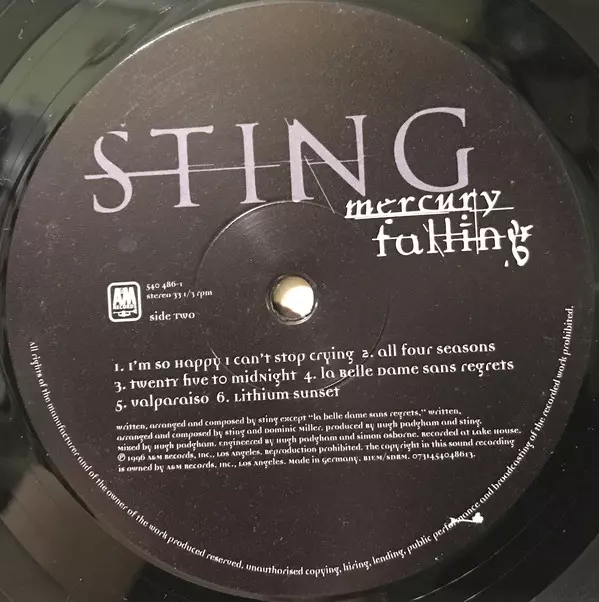 STING
mercury
falling
A&M
RECORDS
540 486-1
stereo 33 1/3 rpm
side two
1. I'm so Happy I can't stop crying 2. all four seasons
3. twenty five to midnight 4. la Belle Dame sans regrets
5. valparaiso 6. Lithium sunset
written, arranged and composed by sting except "la belle dame sans regrets," written,
arranged and composed by sting and Dominic Miller. produced by Hugh padgham and sting.
mixed by Hugh padgham, engineered by Hugh padgham and simon osborne. Recorded at Lake House.
℗ 1996 A&M Records, Inc., Los Angeles. Reproduction prohibited. The copyright in this sound recording
is owned by A&M Records, Inc., Los Angeles. Made in Germany. BIEM/SDRM. 0731454048613.
All rights of the manufacturer and of the owner of the work produced reserved. unauthorised copying, hiring, lending, public performance and broadcasting of the recorded work prohibited.